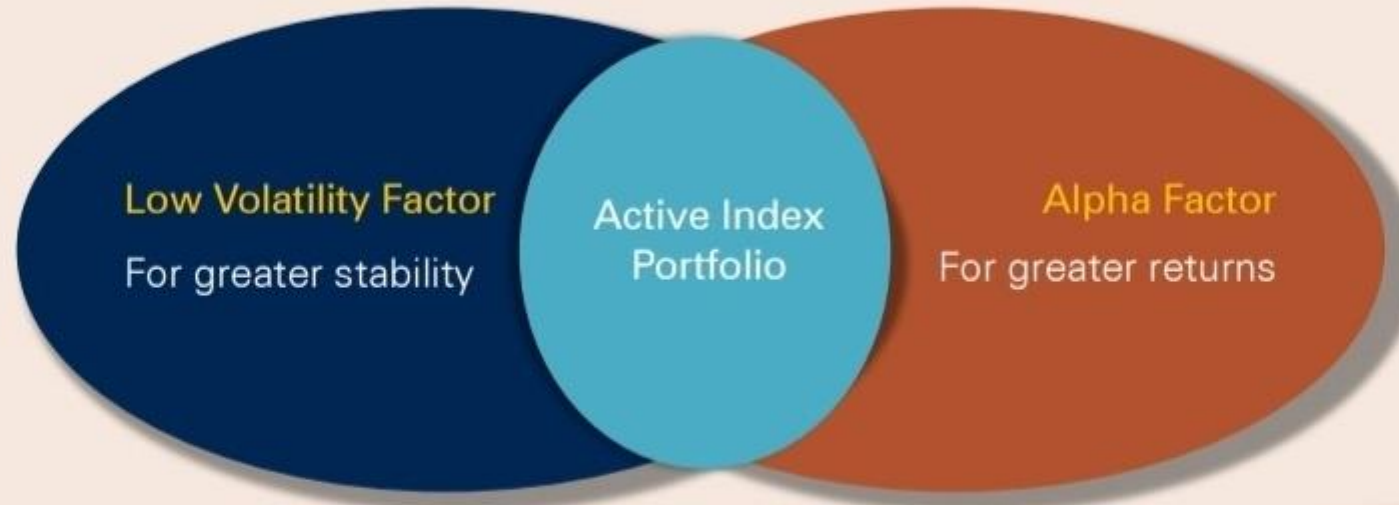 Low Volatility Factor
For greater stability
Active Index
Portfolio
Alpha Factor
For greater returns